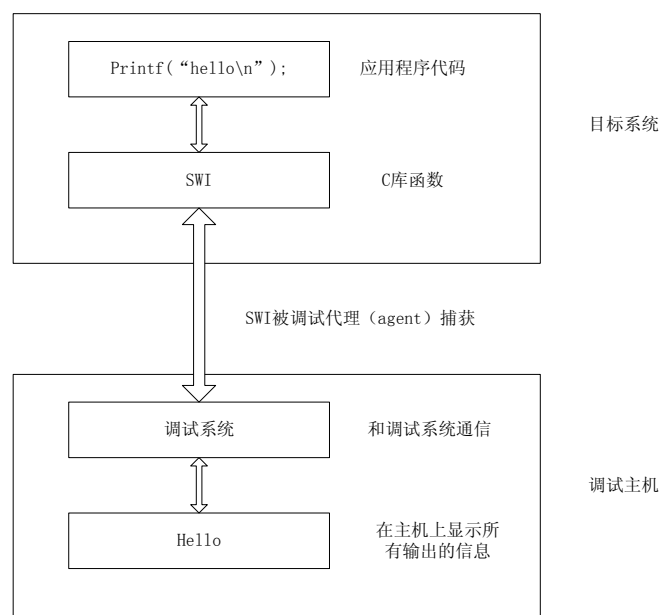 Printf(“hello\n”);
应用程序代码
目标系统
SWI
C库函数
SWI被调试代理（agent）捕获
调试系统
和调试系统通信
调试主机
Hello
在主机上显示所
有输出的信息